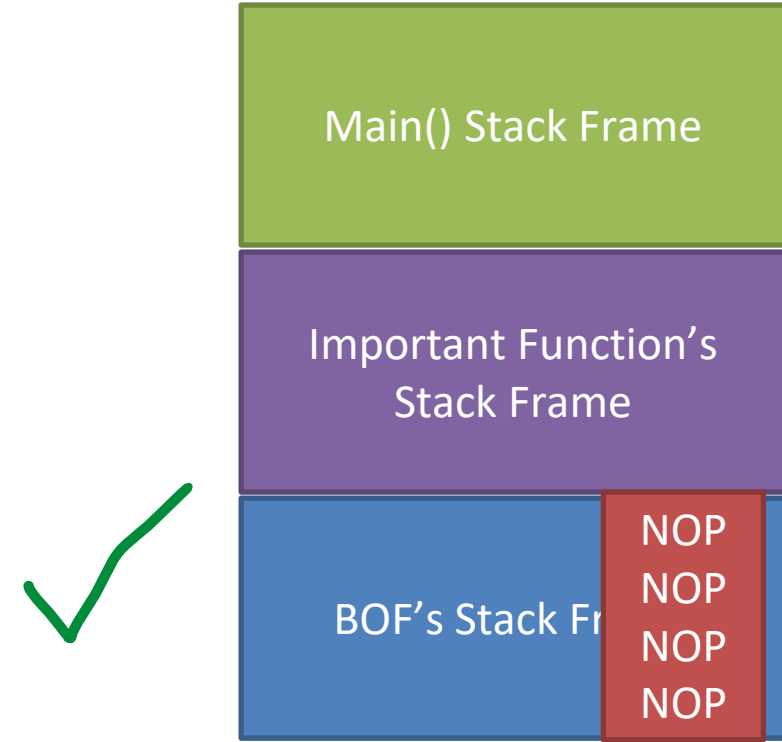 Main() Stack Frame
Important Function’s
Stack Frame
BOF’s Stack Fr
NOP
NOP
NOP
NOP